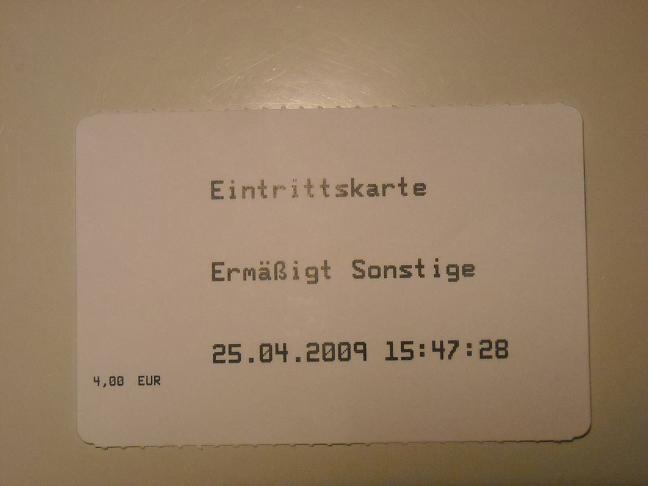 Eintrittskarte
Ermäßigt Sonstige
25.04.2009 15:47:28
4,00 EUR